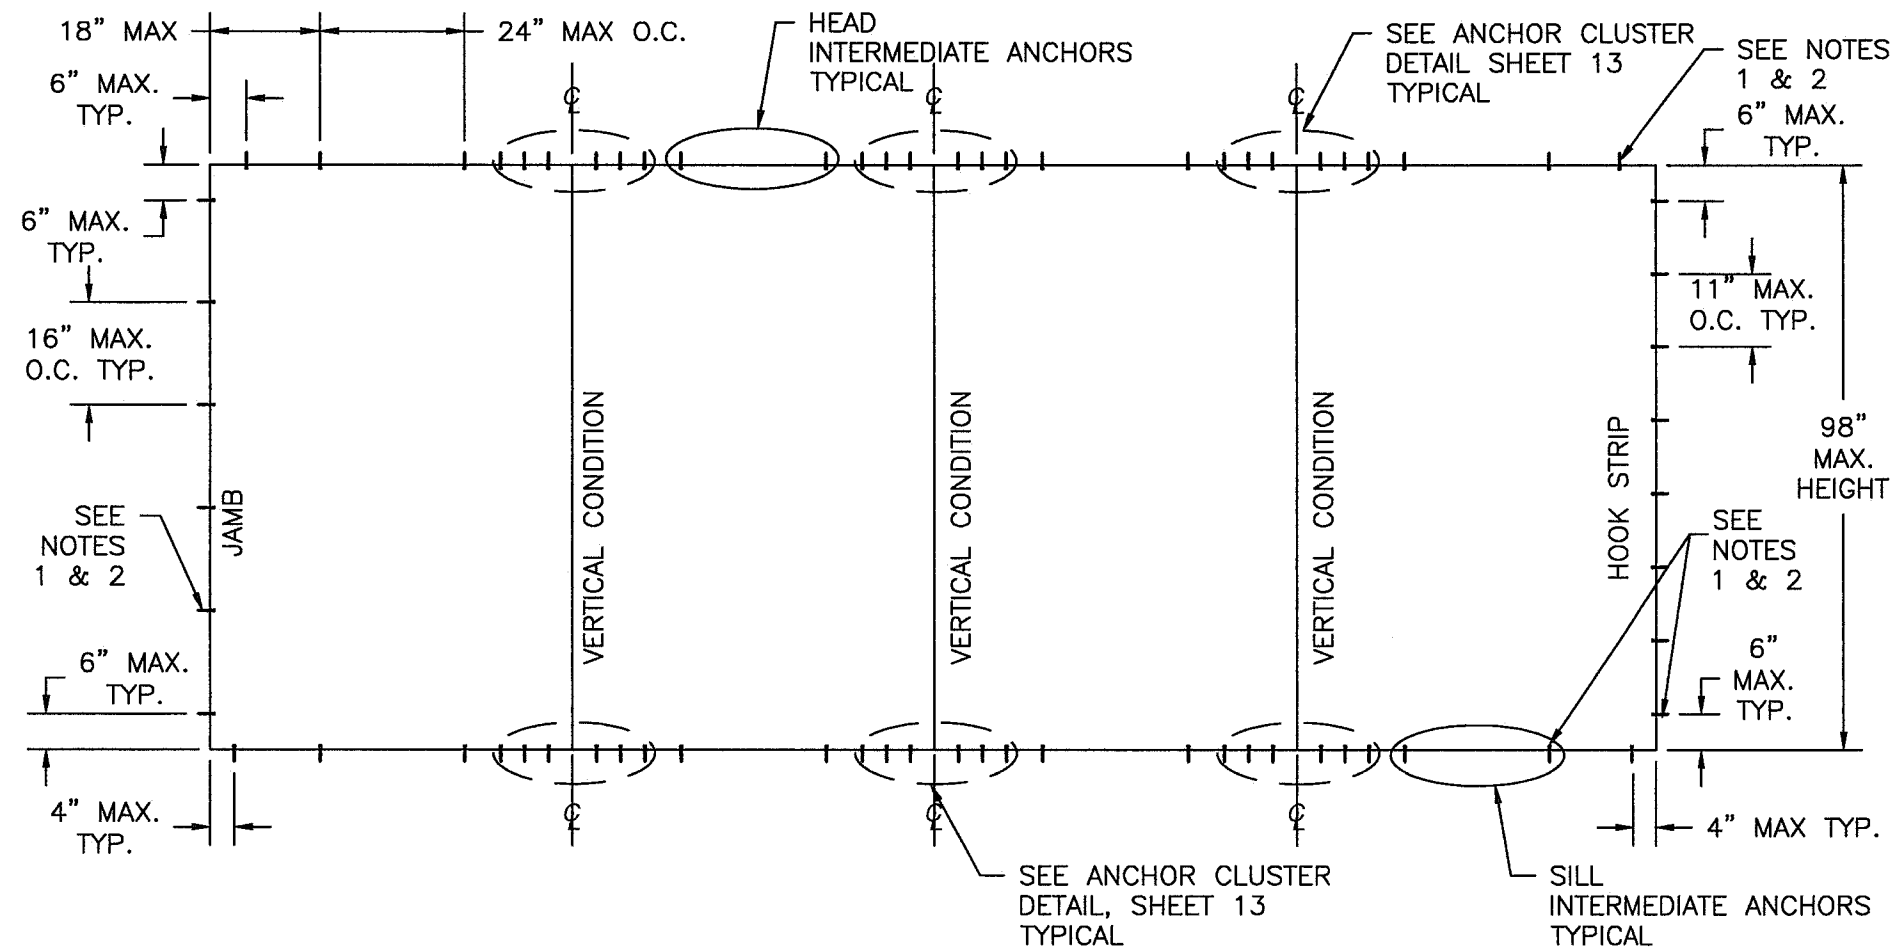 18" MAX
24" MAX O.C.
HEAD
INTERMEDIATE ANCHORS
TYPICAL
SEE ANCHOR CLUSTER
DETAIL SHEET 13
TYPICAL
SEE NOTES
1 & 2
6" MAX.
TYP.
6" MAX.
TYP.
℄
℄
℄
6" MAX.
TYP.
16" MAX.
O.C. TYP.
11" MAX.
O.C. TYP.
98"
MAX.
HEIGHT
JAMB
VERTICAL CONDITION
VERTICAL CONDITION
VERTICAL CONDITION
HOOK STRIP
SEE
NOTES
1 & 2
SEE
NOTES
1 & 2
6" MAX.
TYP.
6"
MAX.
TYP.
4" MAX.
TYP.
℄
℄
℄
4" MAX TYP.
SEE ANCHOR CLUSTER
DETAIL, SHEET 13
TYPICAL
SILL
INTERMEDIATE ANCHORS
TYPICAL